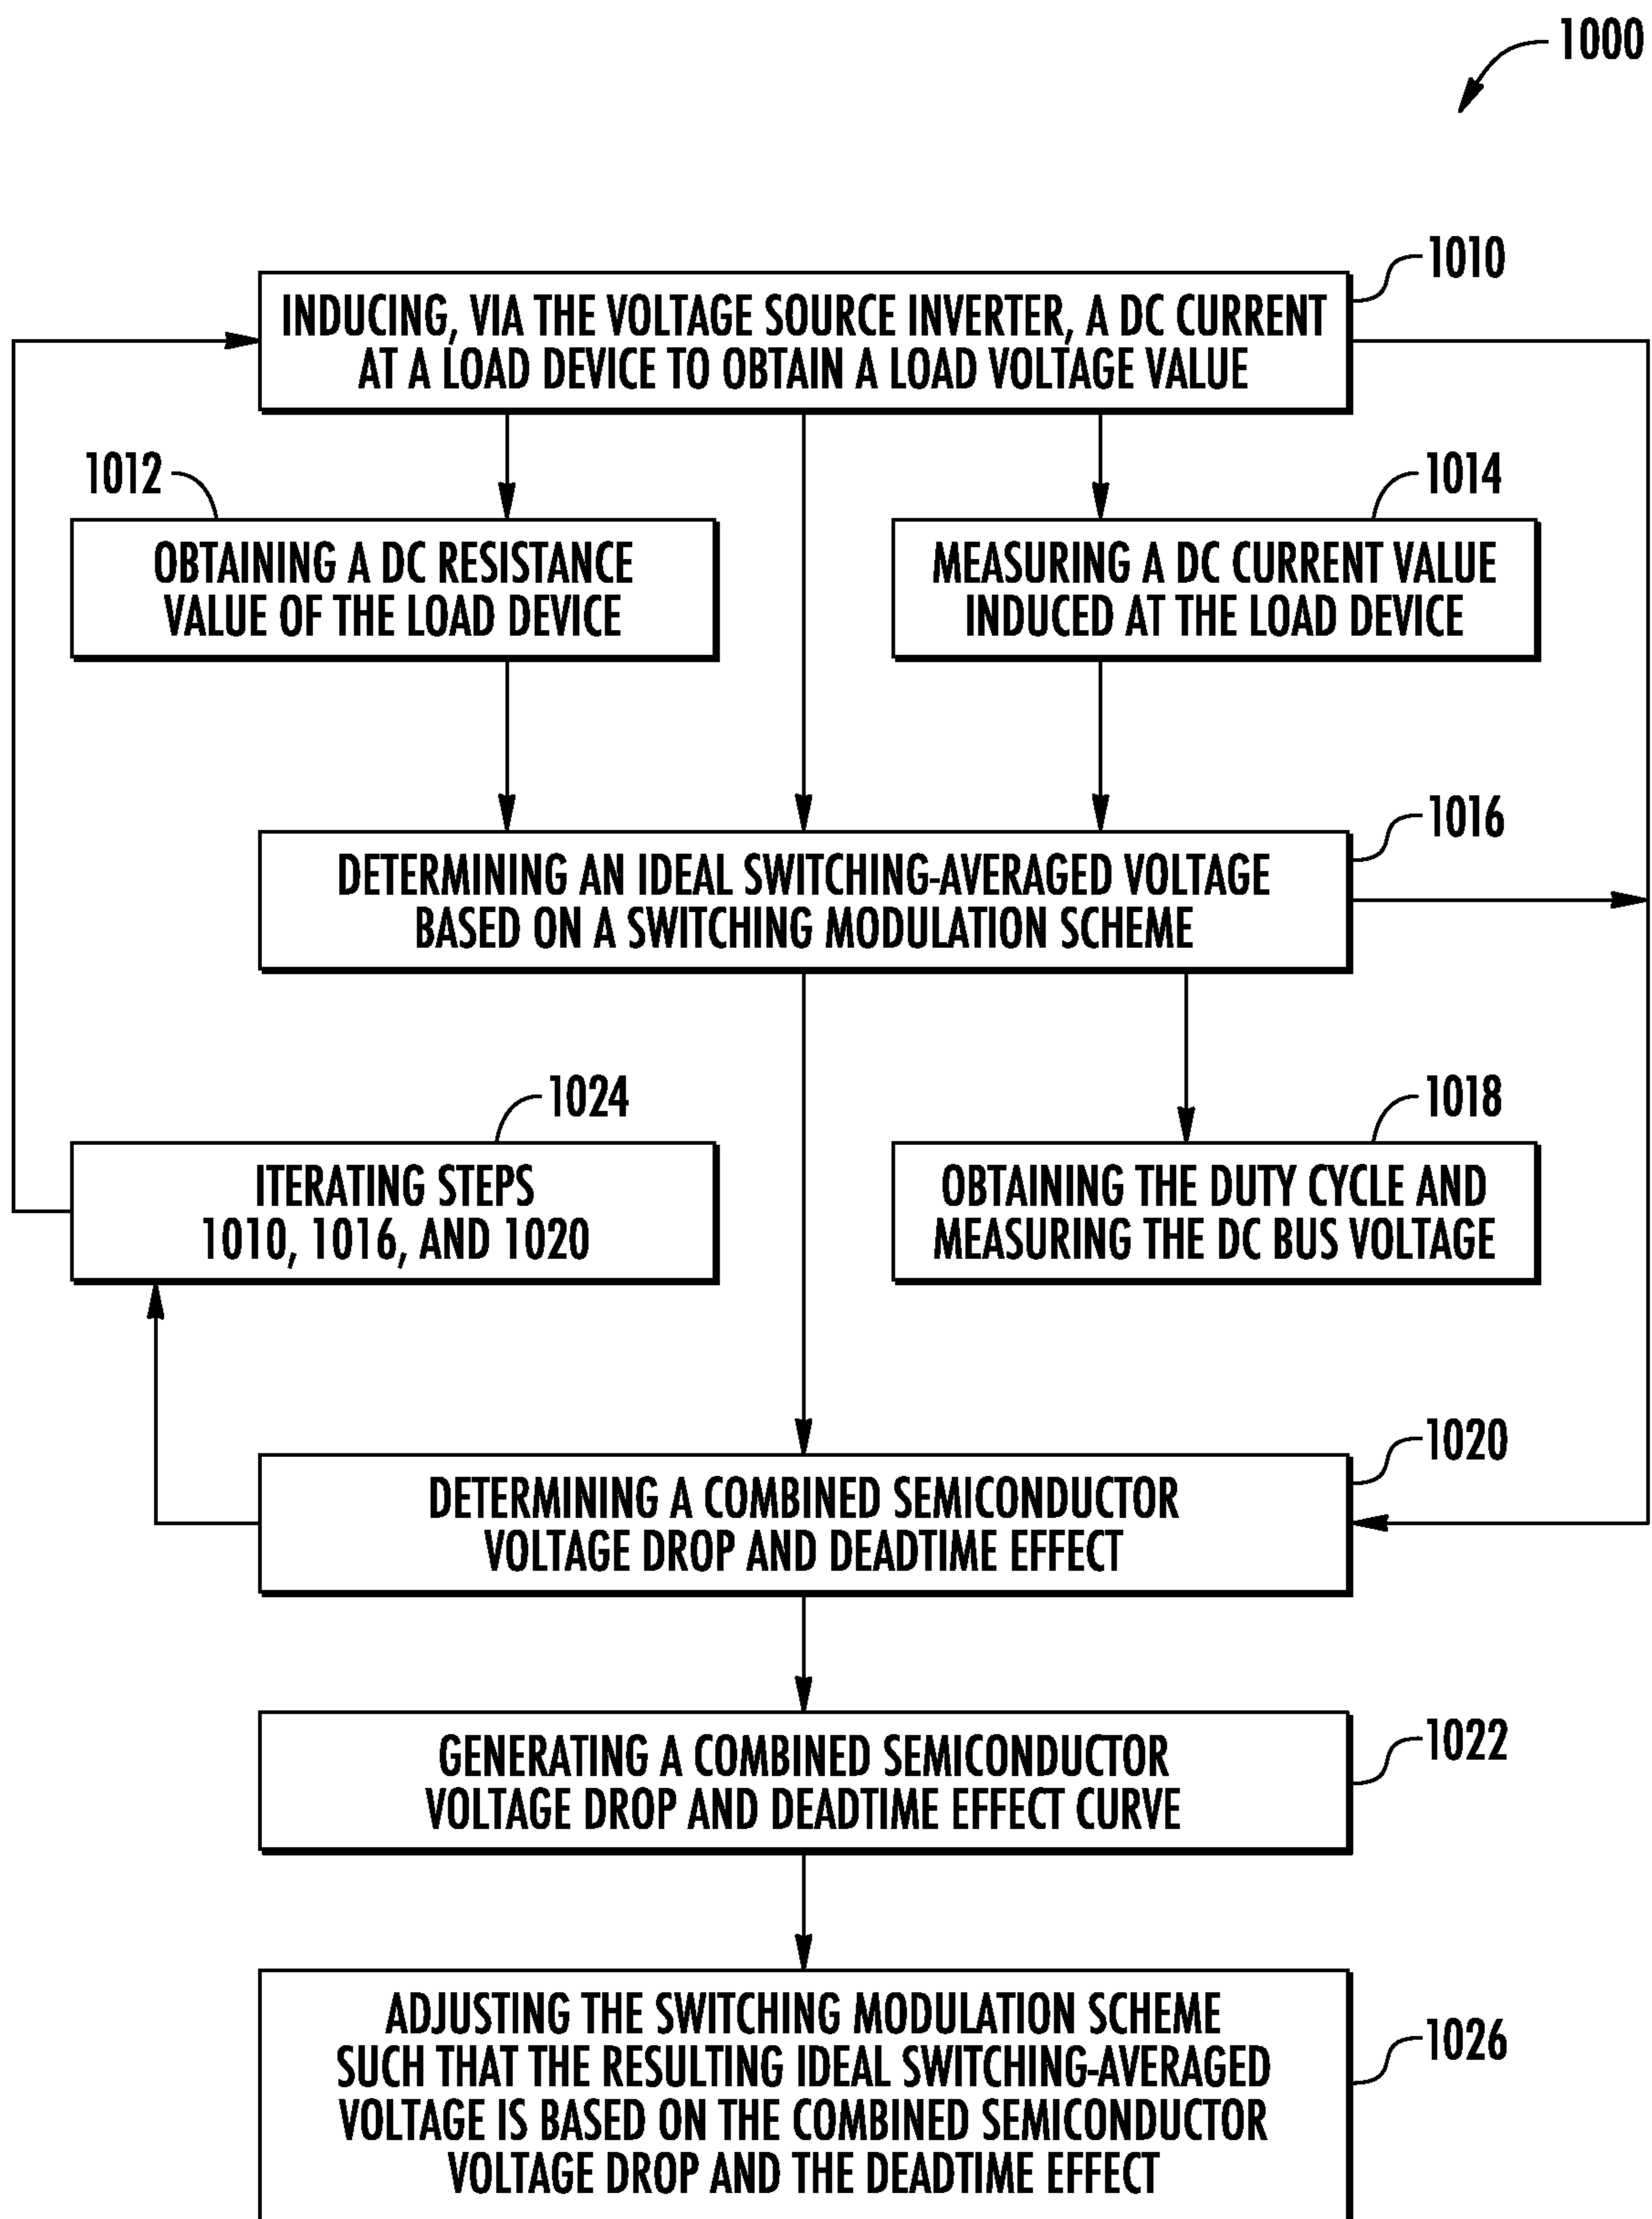 1000
1010
INDUCING, VIA THE VOLTAGE SOURCE INVERTER, A DC CURRENT
AT A LOAD DEVICE TO OBTAIN A LOAD VOLTAGE VALUE
1012
OBTAINING A DC RESISTANCE
VALUE OF THE LOAD DEVICE
1014
MEASURING A DC CURRENT VALUE
INDUCED AT THE LOAD DEVICE
1016
DETERMINING AN IDEAL SWITCHING-AVERAGED VOLTAGE
BASED ON A SWITCHING MODULATION SCHEME
1024
ITERATING STEPS
1010, 1016, AND 1020
1018
OBTAINING THE DUTY CYCLE AND
MEASURING THE DC BUS VOLTAGE
1020
DETERMINING A COMBINED SEMICONDUCTOR
VOLTAGE DROP AND DEADTIME EFFECT
1022
GENERATING A COMBINED SEMICONDUCTOR
VOLTAGE DROP AND DEADTIME EFFECT CURVE
1026
ADJUSTING THE SWITCHING MODULATION SCHEME
SUCH THAT THE RESULTING IDEAL SWITCHING-AVERAGED
VOLTAGE IS BASED ON THE COMBINED SEMICONDUCTOR
VOLTAGE DROP AND THE DEADTIME EFFECT